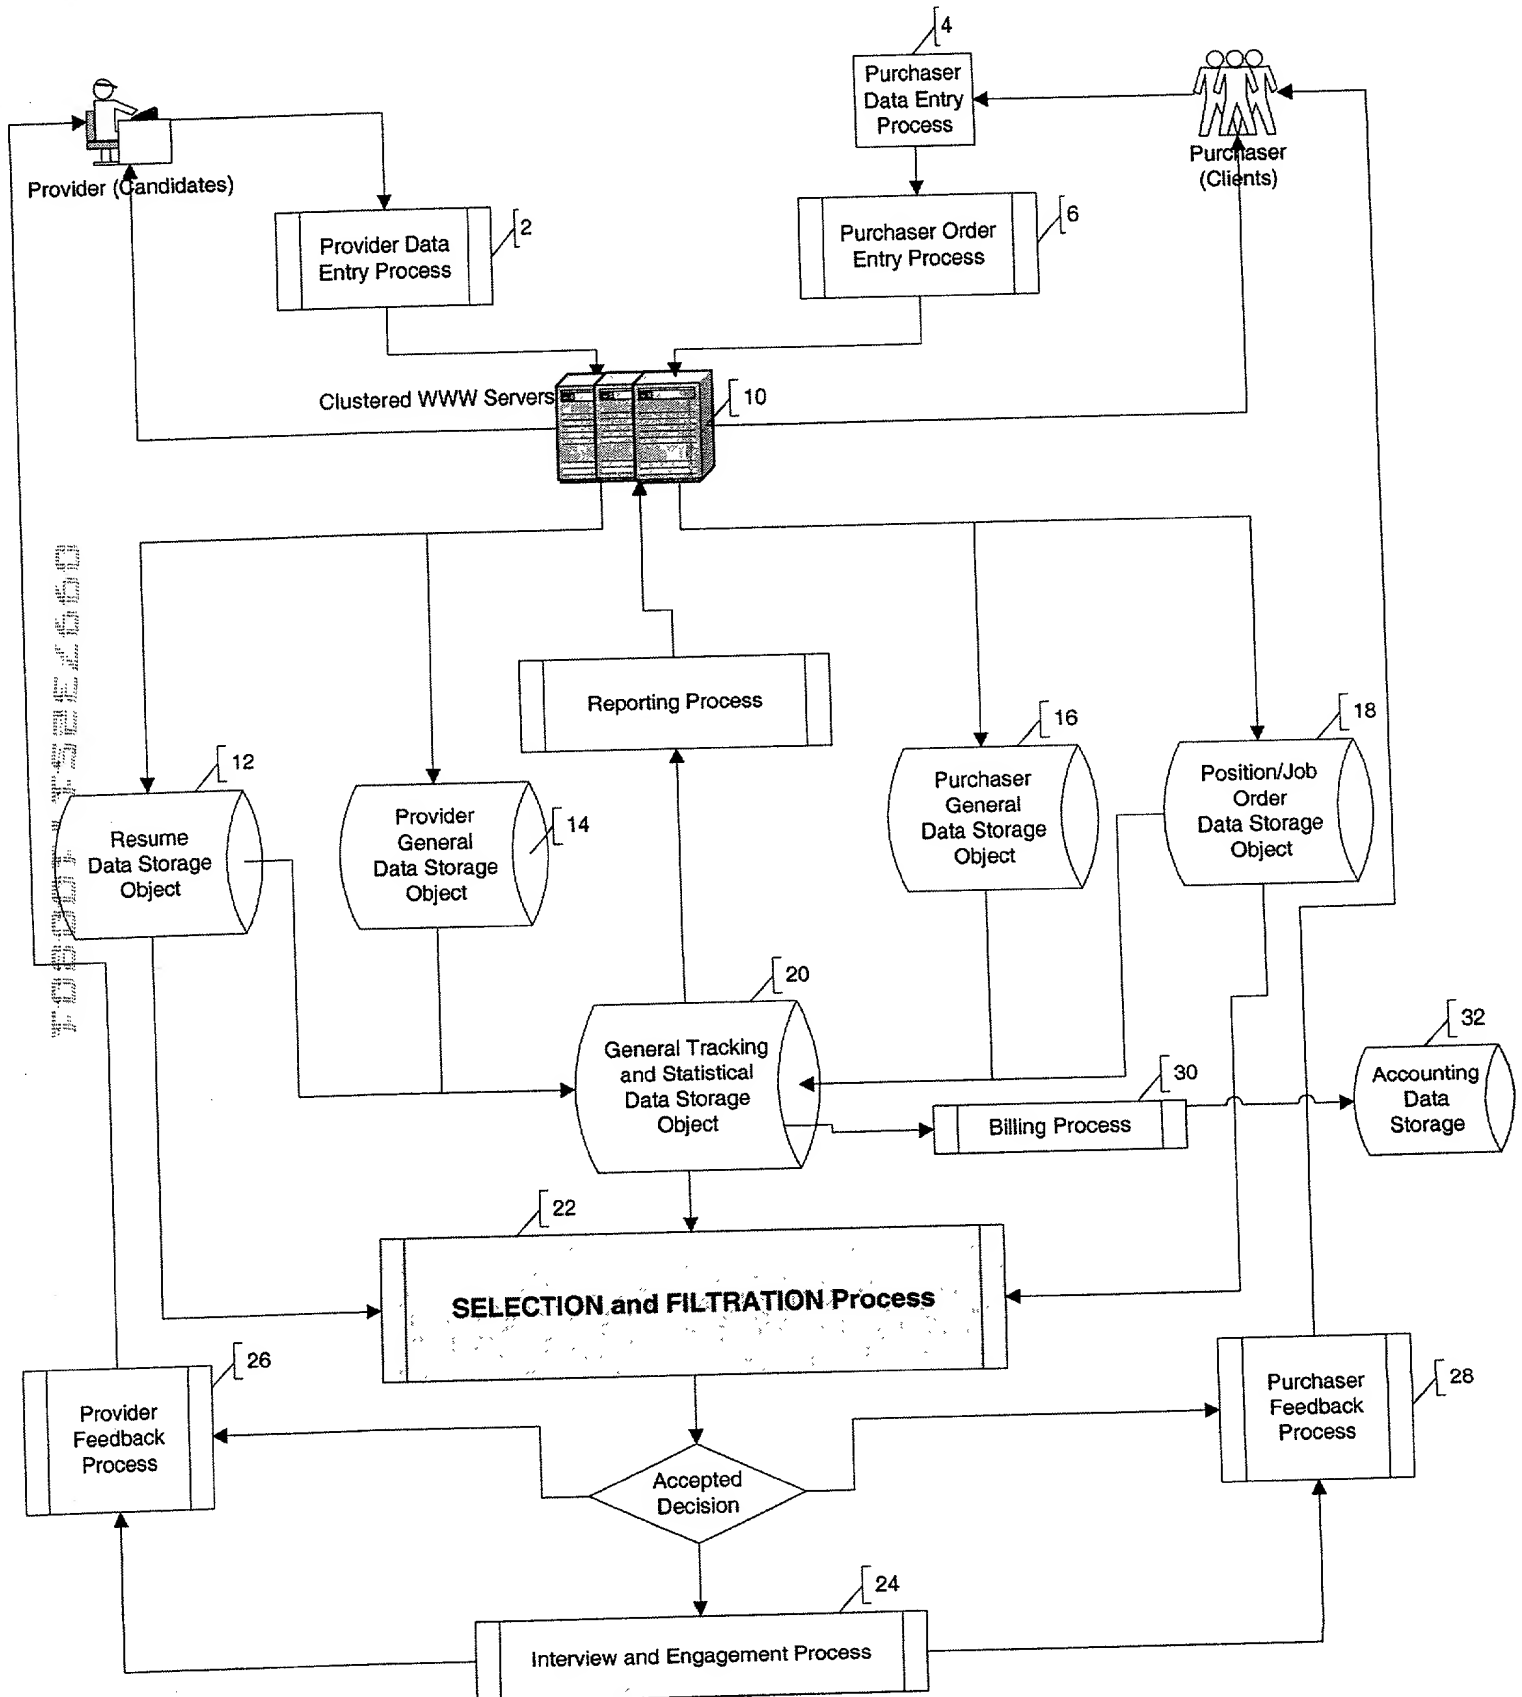 4
Purchaser
Data Entry
Process
Purchaser
(Clients)
Provider (Candidates)
2
Provider Data
Entry Process
6
Purchaser Order
Entry Process
Clustered WWW Servers
10
Reporting Process
12
Resume
Data Storage
Object
14
Provider
General
Data Storage
Object
16
Purchaser
General
Data Storage
Object
18
Position/Job
Order
Data Storage
Object
20
General Tracking
and Statistical
Data Storage
Object
30
Billing Process
32
Accounting
Data
Storage
22
SELECTION and FILTRATION Process
26
Provider
Feedback
Process
Accepted
Decision
28
Purchaser
Feedback
Process
24
Interview and Engagement Process